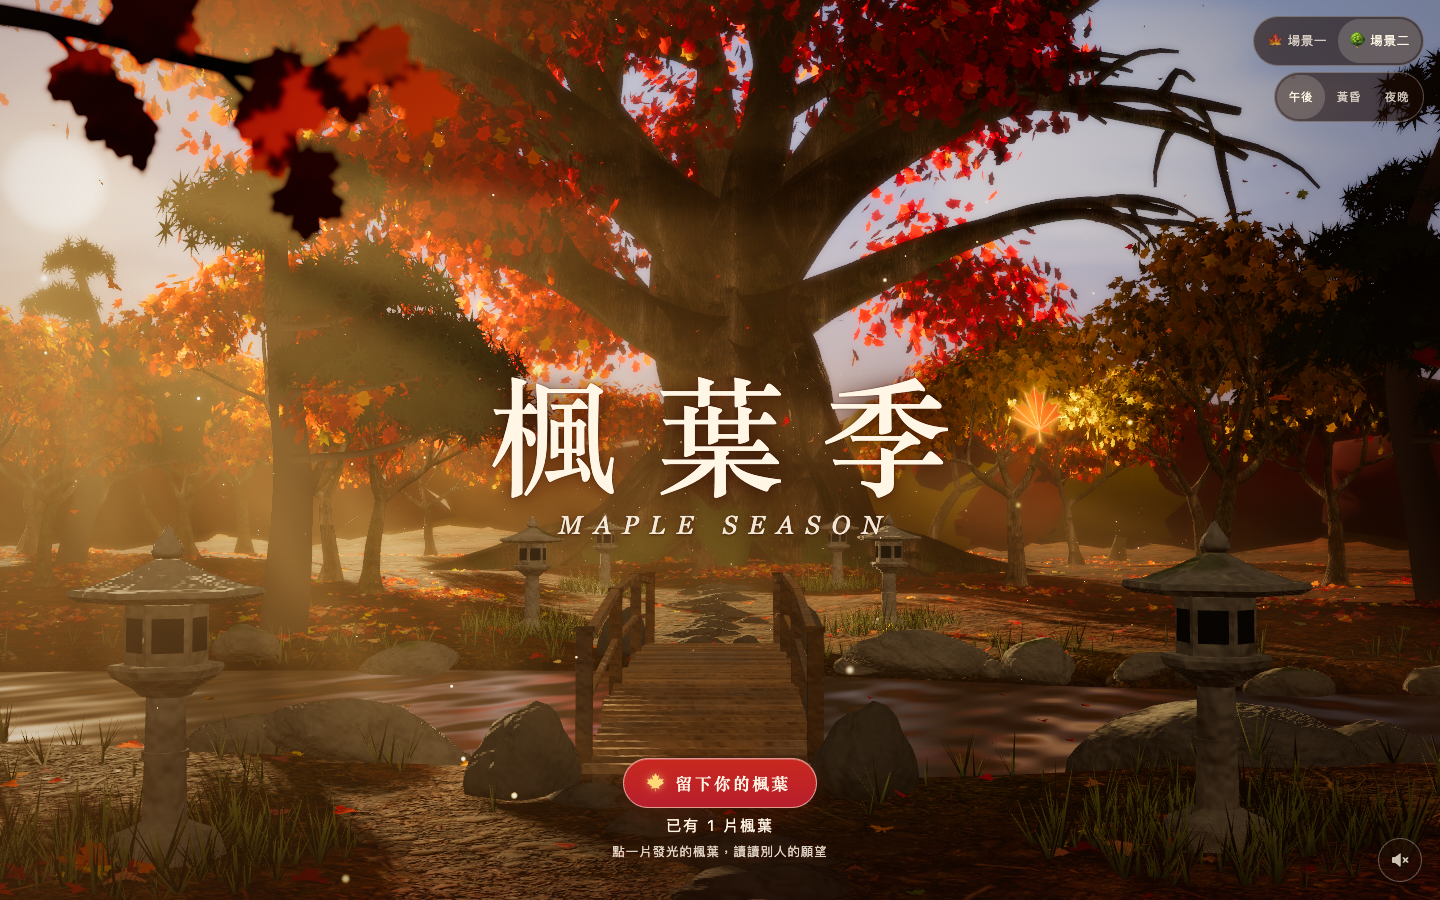 場景一
場景二
午後
黃昏
夜晚
楓葉季
MAPLE SEASON
留下你的楓葉
已有 1 片楓葉
點一片發光的楓葉，讀讀別人的願望